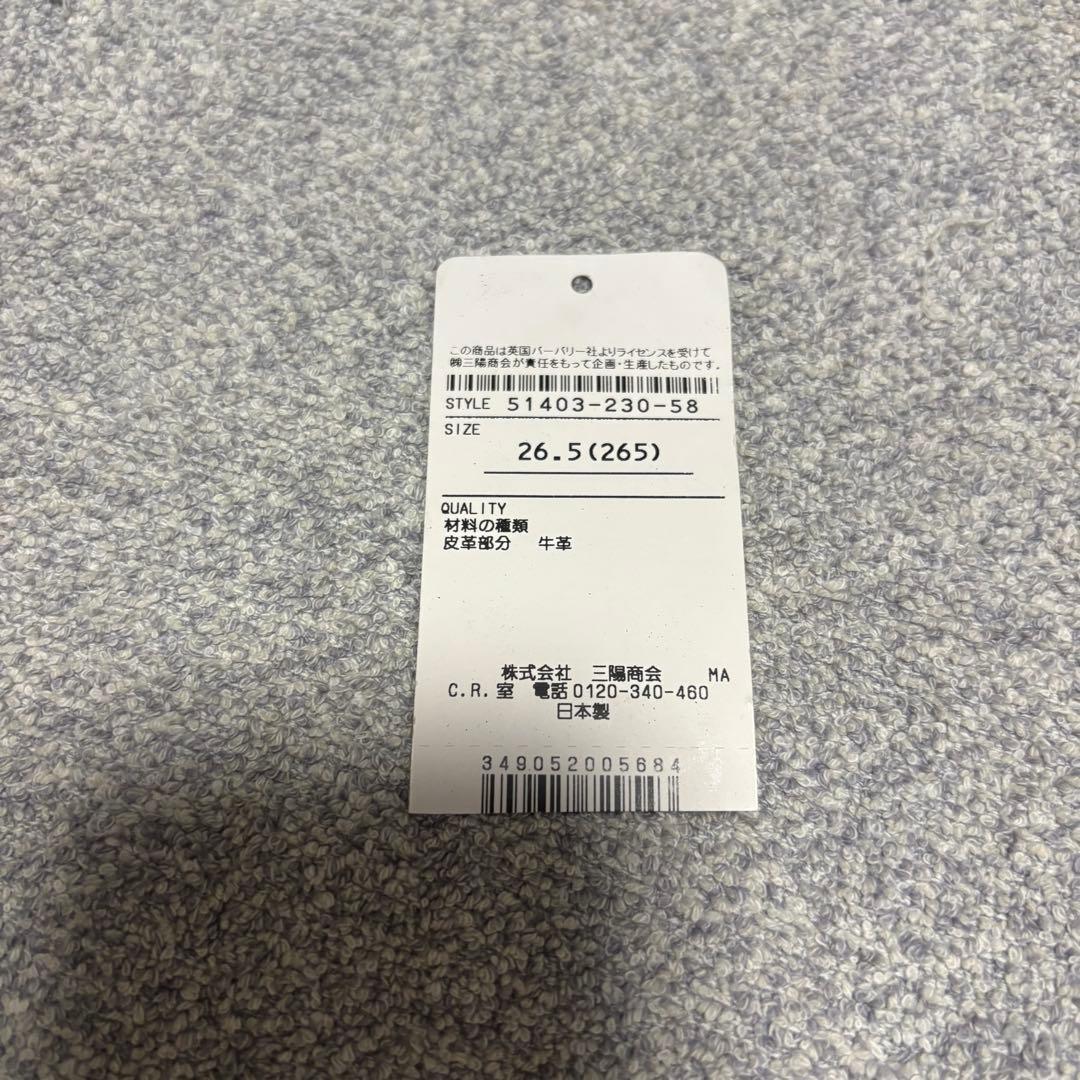 この商品は英国バーバリー社よりライセンスを受けて
㈱三陽商会が責任をもって企画・生産したものです。
STYLE 51403-230-58
SIZE
26.5(265)
QUALITY
材料の種類
皮革部分 牛革
株式会社 三陽商会 MA
C.R.室 電話0120-340-460
日本製
349052005684